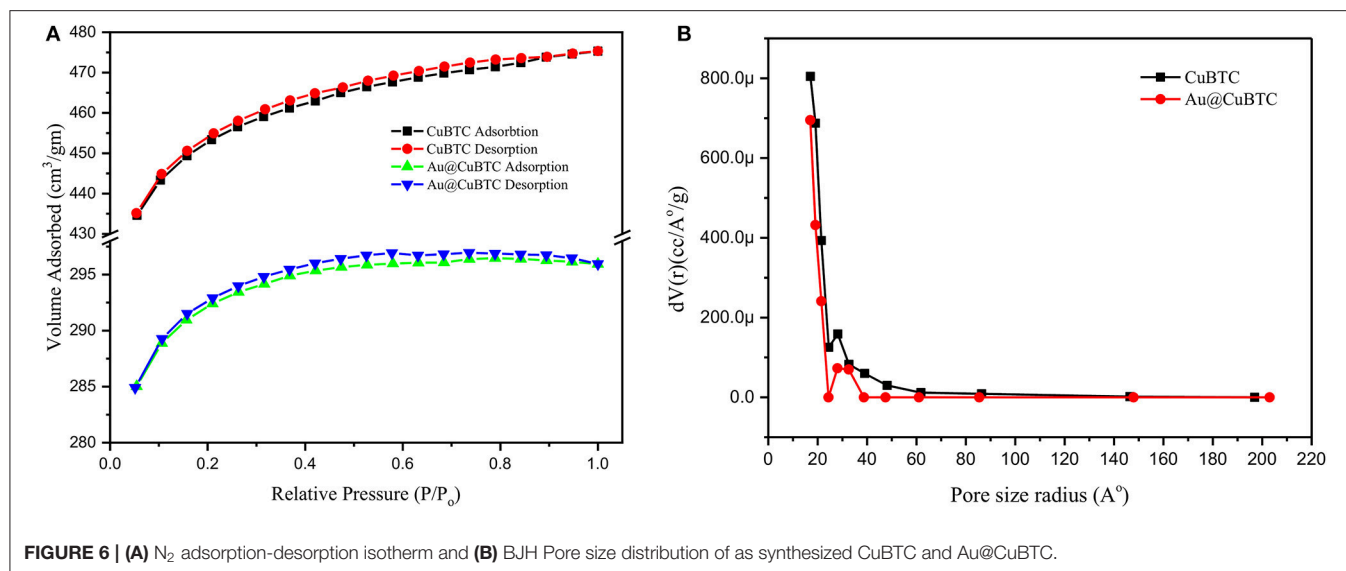 A
Volume Adsorbed (cm³/gm)
480
470
460
450
440
430
295
290
285
280
CuBTC Adsorbtion
CuBTC Desorption
Au@CuBTC Adsorption
Au@CuBTC Desorption
0.0 0.2 0.4 0.6 0.8 1.0
Relative Pressure (P/Pₒ)
B
dV(r)(cc/Aº/g)
800.0μ
600.0μ
400.0μ
200.0μ
0.0
CuBTC
Au@CuBTC
0 20 40 60 80 100 120 140 160 180 200 220
Pore size radius (Aº)
FIGURE 6 | (A) N₂ adsorption-desorption isotherm and (B) BJH Pore size distribution of as synthesized CuBTC and Au@CuBTC.